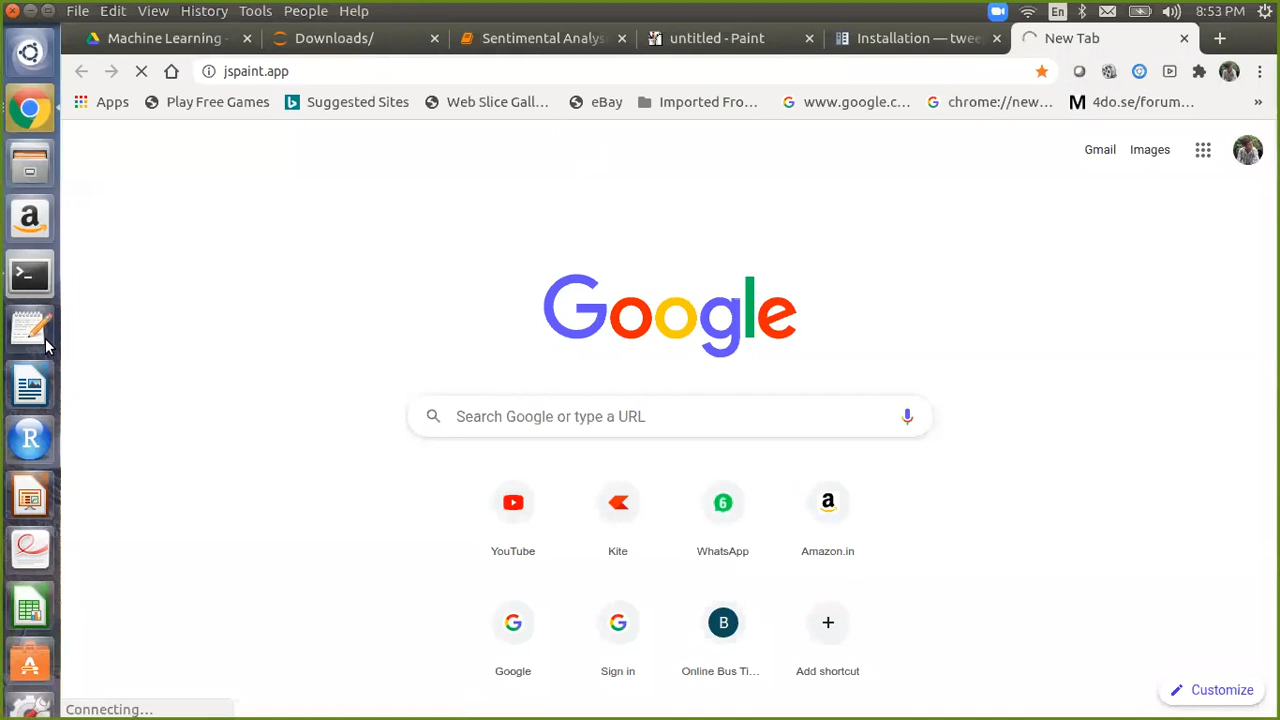 File Edit View History Tools People Help En 8:53 PM
Machine Learning - Downloads/ Sentimental Analys untitled - Paint Installation — twee New Tab
jspaint.app
Apps Play Free Games Suggested Sites Web Slice Gall... eBay Imported Fro... www.google.c... chrome://new... M 4do.se/forum... »
Gmail Images
Google
Search Google or type a URL
6 a
YouTube Kite WhatsApp Amazon.in
B
Google Sign in Online Bus Ti... Add shortcut
Customize
Connecting...
a
>_
R
A